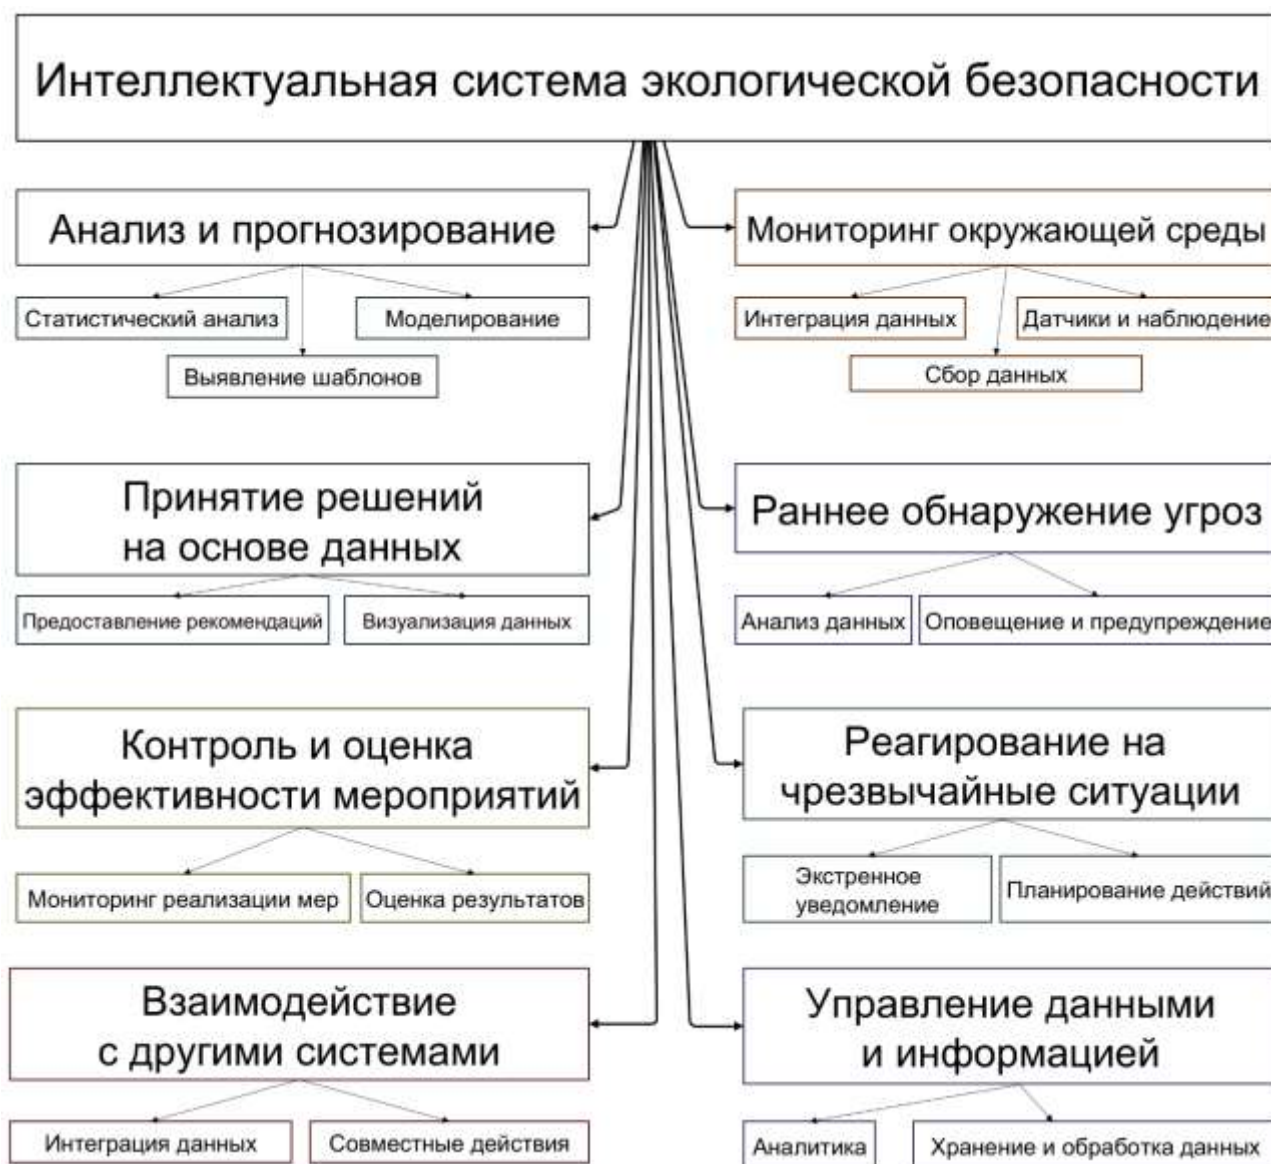 Интеллектуальная система экологической безопасности
Анализ и прогнозирование
Статистический анализ
Моделирование
Выявление шаблонов
Мониторинг окружающей среды
Интеграция данных
Датчики и наблюдение
Сбор данных
Принятие решений
на основе данных
Предоставление рекомендаций
Визуализация данных
Раннее обнаружение угроз
Анализ данных
Оповещение и предупреждение
Контроль и оценка
эффективности мероприятий
Мониторинг реализации мер
Оценка результатов
Реагирование на
чрезвычайные ситуации
Экстренное
уведомление
Планирование действий
Взаимодействие
с другими системами
Интеграция данных
Совместные действия
Управление данными
и информацией
Аналитика
Хранение и обработка данных